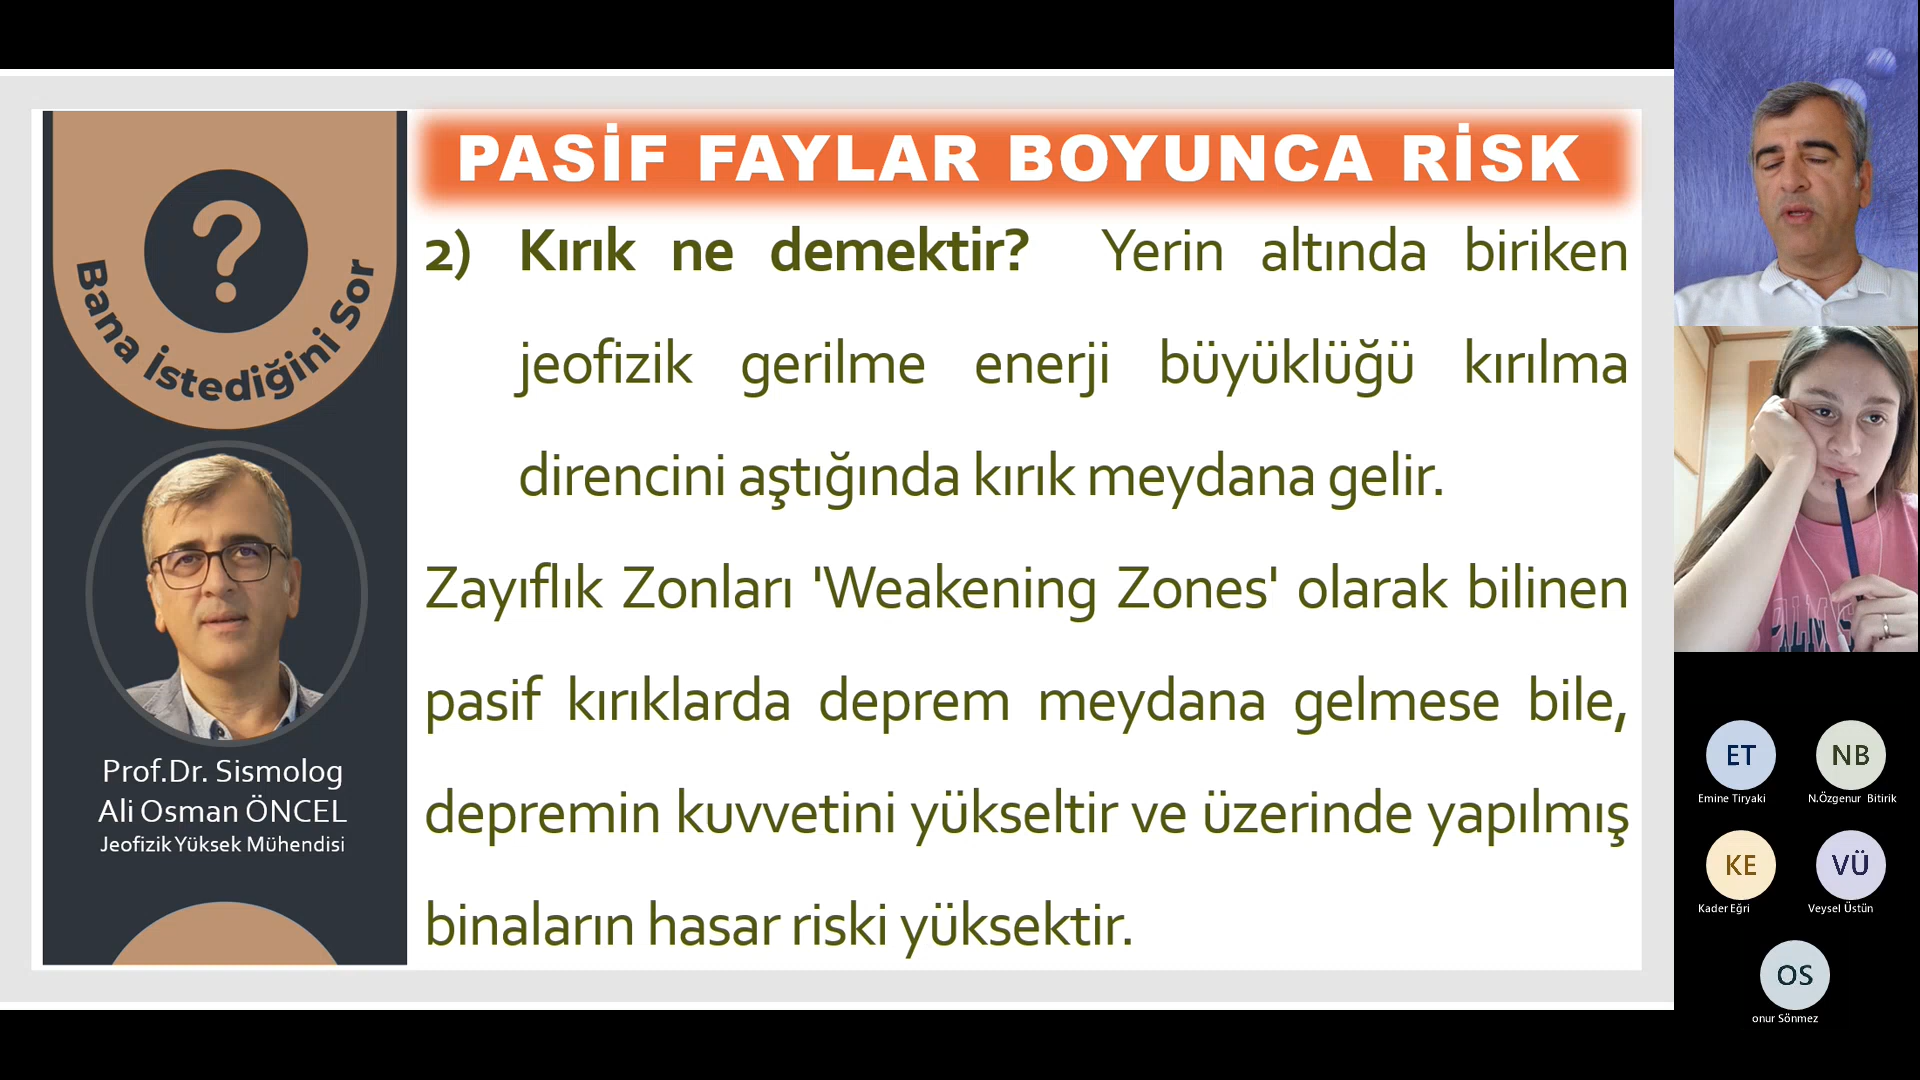 PASİF FAYLAR BOYUNCA RİSK
2) Kırık ne demektir? Yerin altında biriken
jeofizik gerilme enerji büyüklüğü kırılma
direncini aştığında kırık meydana gelir.
Zayıflık Zonları 'Weakening Zones' olarak bilinen
pasif kırıklarda deprem meydana gelmese bile,
depremin kuvvetini yükseltir ve üzerinde yapılmış
binaların hasar riski yüksektir.
?
Bana İstediğini Sor
Prof.Dr. Sismolog
Ali Osman ÖNCEL
Jeofizik Yüksek Mühendisi
ET
Emine Tiryaki
NB
N.Özgenur Bitirik
KE
Kader Eğri
VÜ
Veysel Üstün
OS
onur Sönmez